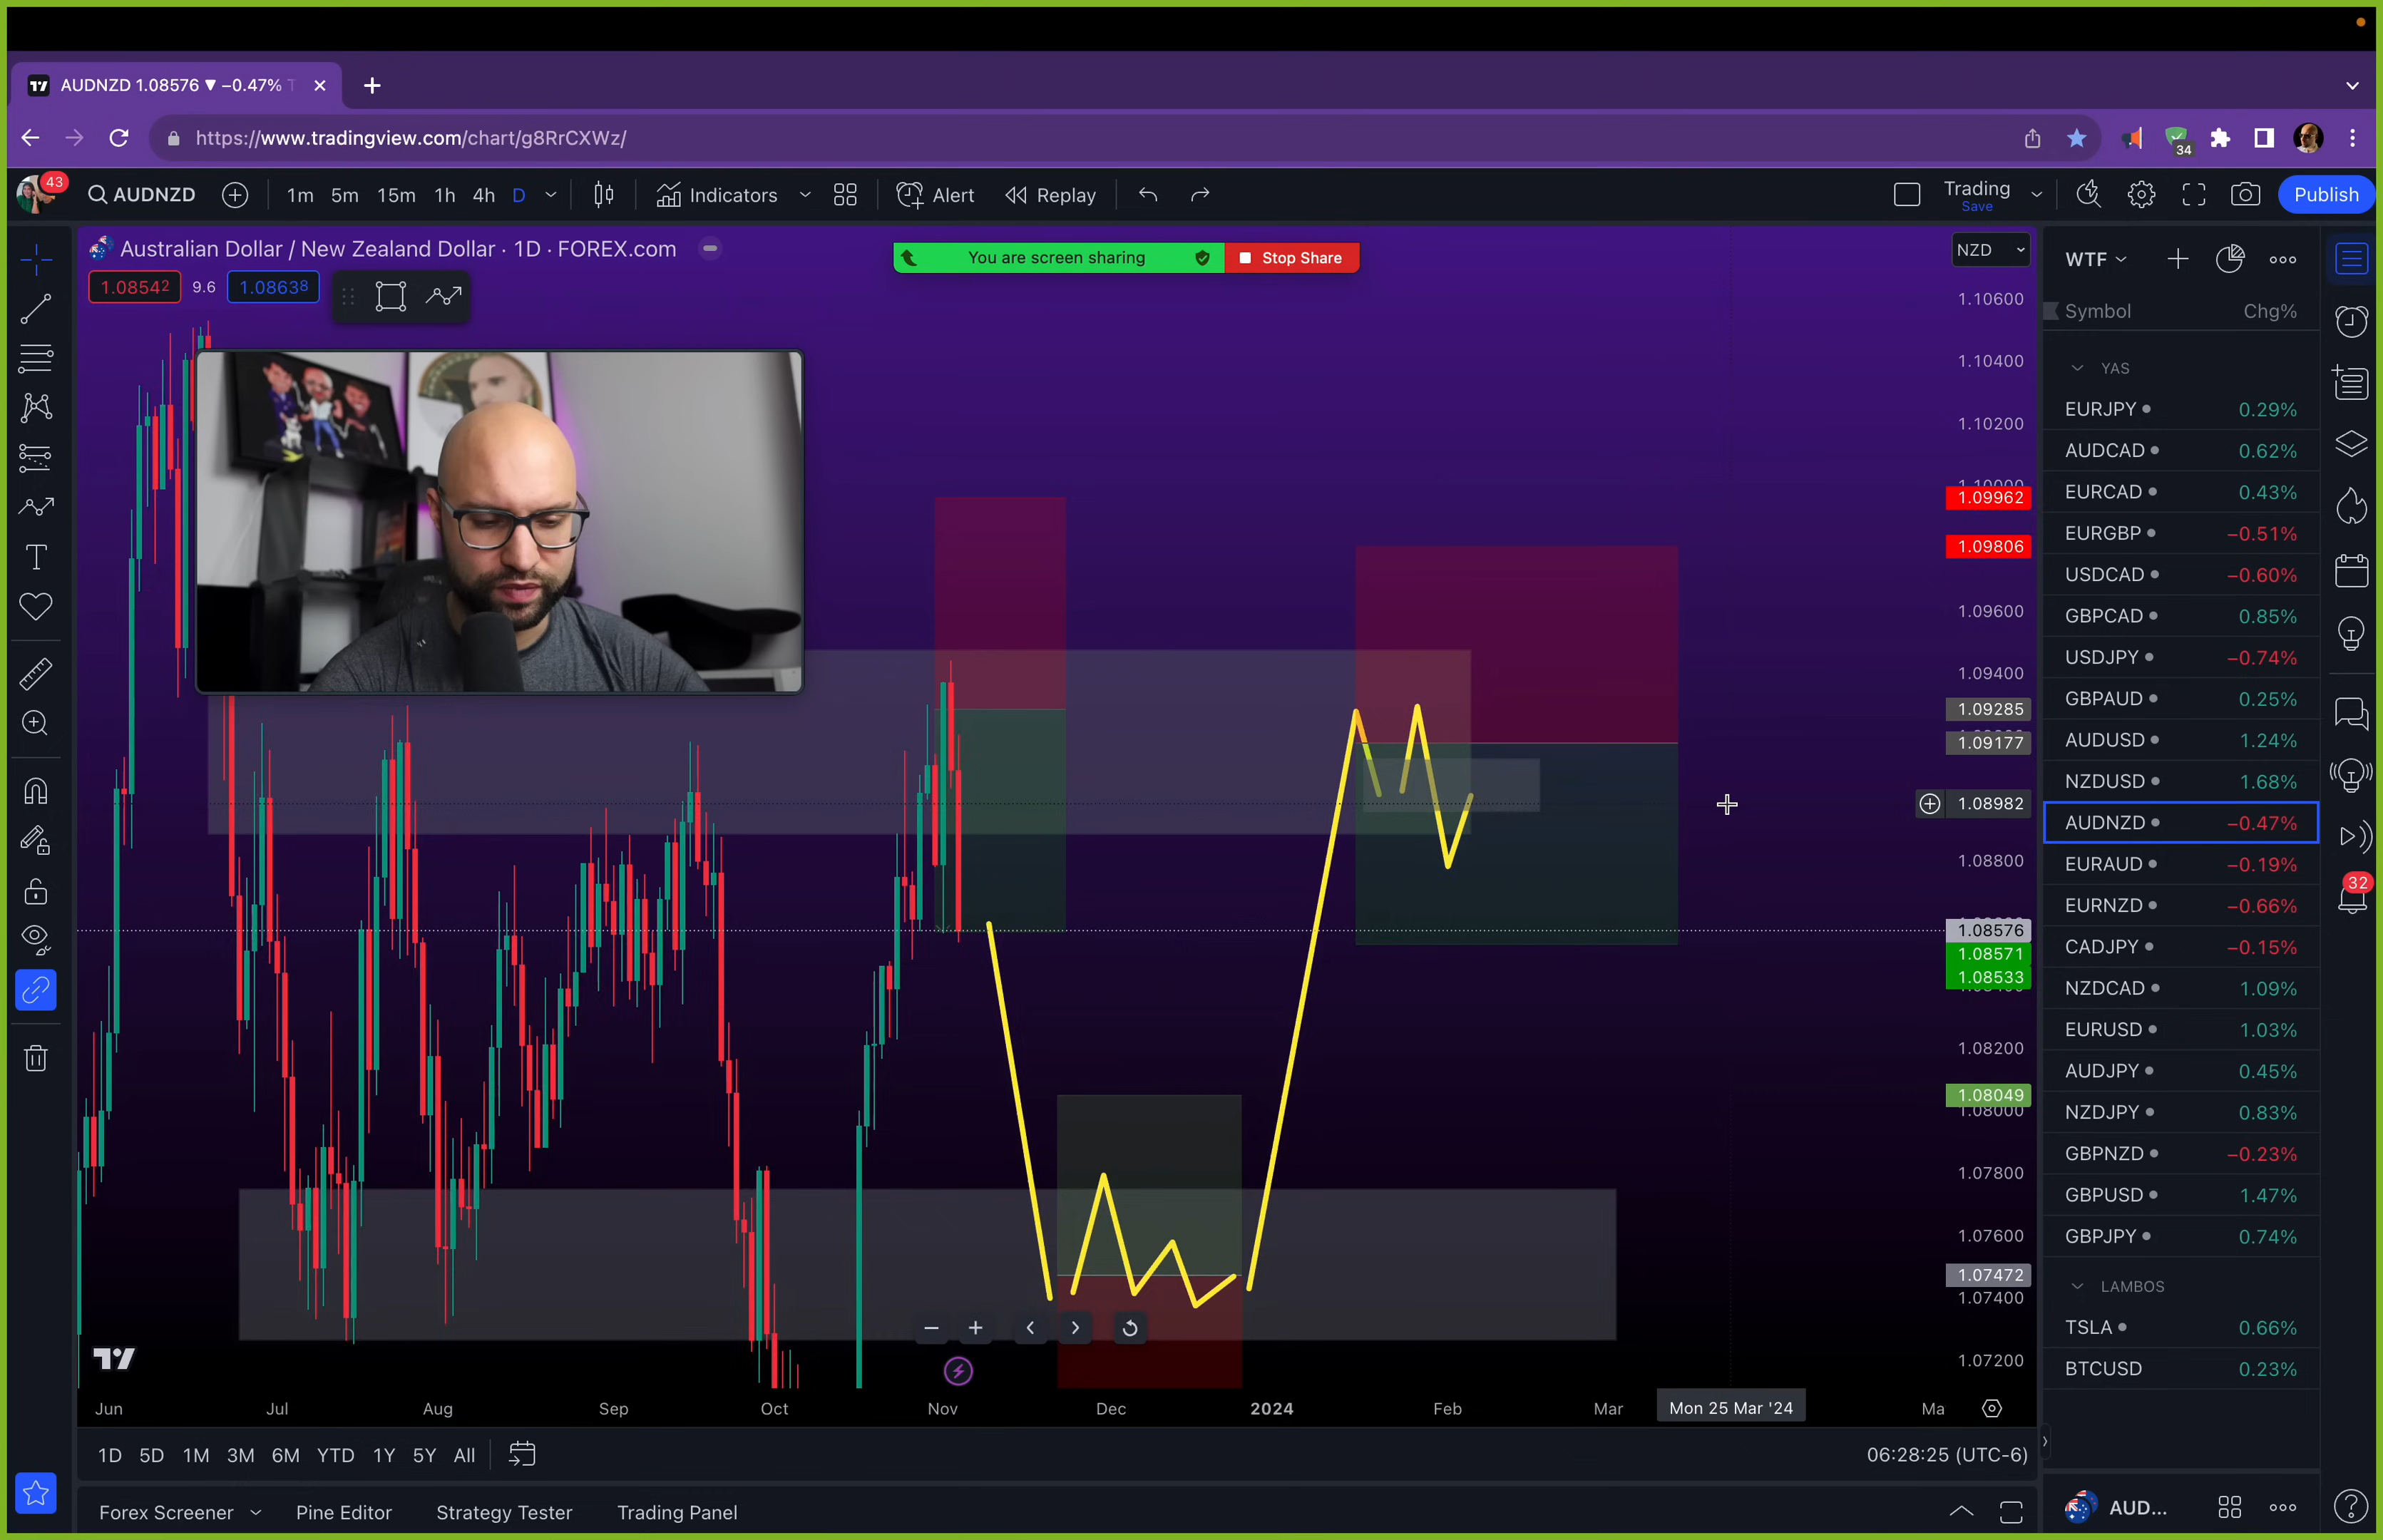 AUDNZD 1.08576 ▼ −0.47%
https://www.tradingview.com/chart/g8RrCXWz/
34
43
AUDNZD 1m 5m 15m 1h 4h D Indicators Alert Replay Trading Publish
Save
Australian Dollar / New Zealand Dollar · 1D · FOREX.com
You are screen sharing Stop Share
NZD
WTF
1.08542 9.6 1.08638
Symbol Chg%
YAS
EURJPY 0.29%
AUDCAD 0.62%
EURCAD 0.43%
EURGBP −0.51%
USDCAD −0.60%
GBPCAD 0.85%
USDJPY −0.74%
GBPAUD 0.25%
AUDUSD 1.24%
NZDUSD 1.68%
AUDNZD −0.47%
EURAUD −0.19%
EURNZD −0.66%
CADJPY −0.15%
NZDCAD 1.09%
EURUSD 1.03%
AUDJPY 0.45%
NZDJPY 0.83%
GBPNZD −0.23%
GBPUSD 1.47%
GBPJPY 0.74%
LAMBOS
TSLA 0.66%
BTCUSD 0.23%
32
1.10600
1.10400
1.10200
1.09962
1.09806
1.09600
1.09400
1.09285
1.09177
1.08982
1.08800
1.08576
1.08571
1.08533
1.08200
1.08049
1.08000
1.07800
1.07600
1.07472
1.07400
1.07200
Jun Jul Aug Sep Oct Nov Dec 2024 Feb Mar Mon 25 Mar '24 Ma
1D 5D 1M 3M 6M YTD 1Y 5Y All
06:28:25 (UTC-6)
Forex Screener Pine Editor Strategy Tester Trading Panel
AUD...